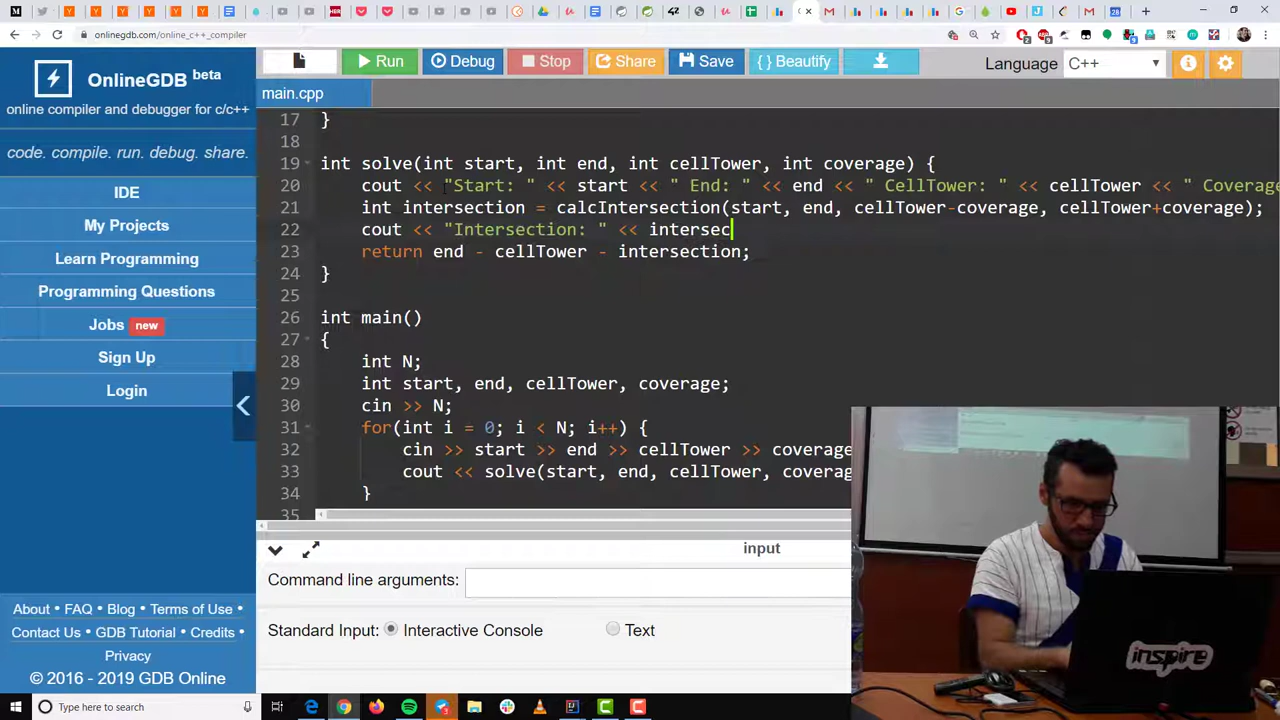 onlinegdb.com/online_c++_compiler
OnlineGDB beta
online compiler and debugger for c/c++
code. compile. run. debug. share.
IDE
My Projects
Learn Programming
Programming Questions
Jobs new
Sign Up
Login
About • FAQ • Blog • Terms of Use •
Contact Us • GDB Tutorial • Credits •
Privacy
© 2016 - 2019 GDB Online
Run Debug Stop Share Save { } Beautify Language C++
main.cpp
17 }
18
19 int solve(int start, int end, int cellTower, int coverage) {
20 cout << "Start: " << start << " End: " << end << " CellTower: " << cellTower << " Coverage
21 int intersection = calcIntersection(start, end, cellTower-coverage, cellTower+coverage);
22 cout << "Intersection: " << intersec
23 return end - cellTower - intersection;
24 }
25
26 int main()
27 {
28 int N;
29 int start, end, cellTower, coverage;
30 cin >> N;
31 for(int i = 0; i < N; i++) {
32 cin >> start >> end >> cellTower >> coverage
33 cout << solve(start, end, cellTower, coverage
34 }
35
input
Command line arguments:
Standard Input: Interactive Console Text
inspire
Type here to search